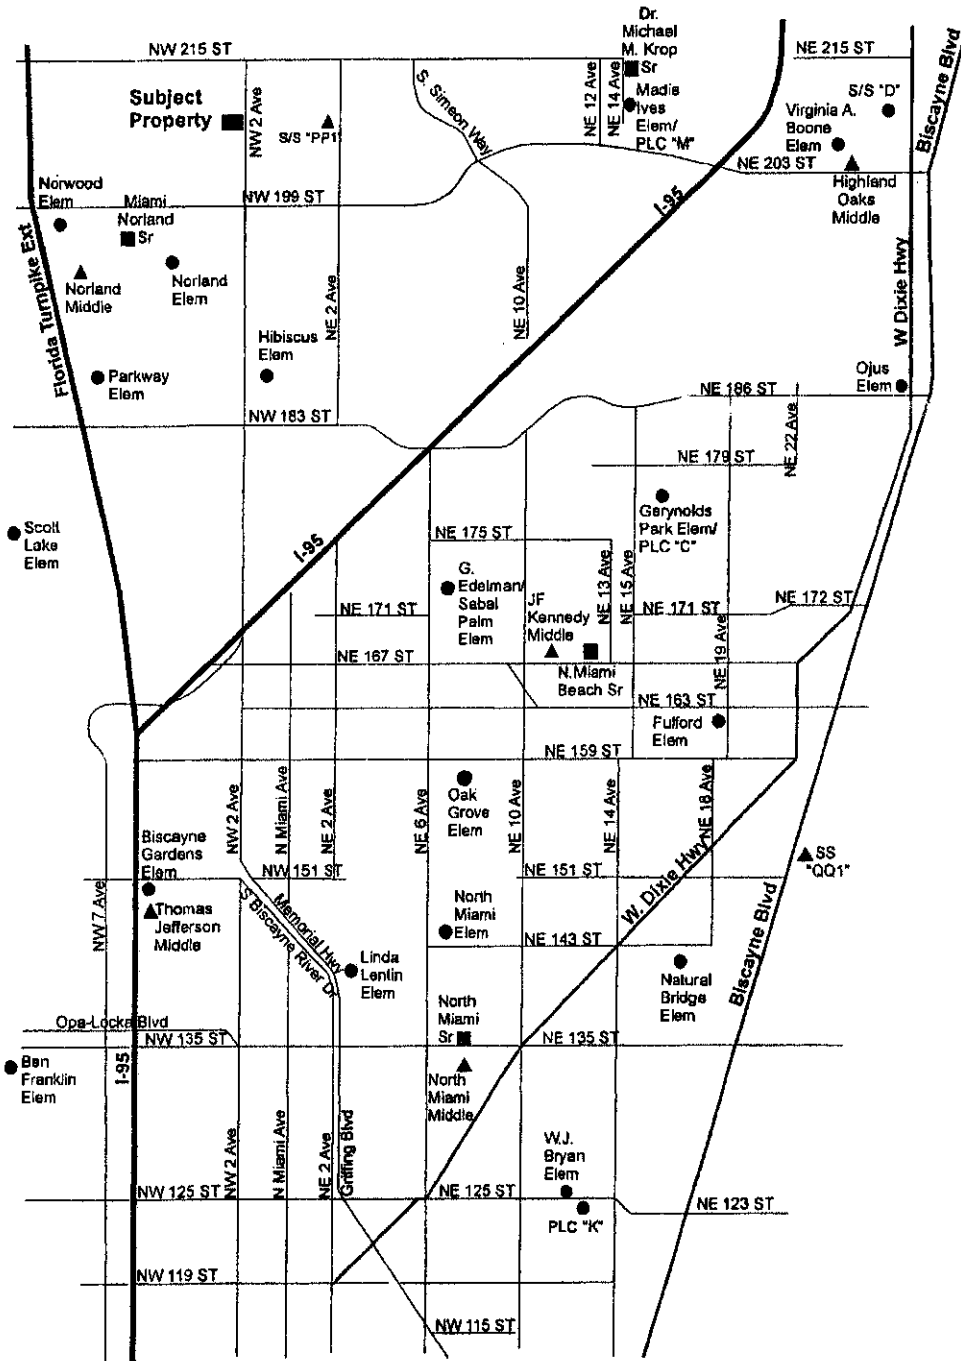 Dr.
Michael
M. Krop
Sr
NW 215 ST
NE 215 ST
Biscayne Blvd
Subject
Property
NW 2 Ave
S/S "PP1
S. Simeon Way
NE 12 Ave
NE 14 Ave
Madie
Ives
Elem/
PLC "M"
S/S "D"
Virginia A.
Boone
Elem
NE 203 ST
Highland
Oaks
Middle
Norwood
Elem
Miami
Norland
Sr
NW 199 ST
I-95
Florida Turnpike Ext
Norland
Middle
Norland
Elem
NE 2 Ave
NE 10 Ave
W Dixie Hwy
Hibiscus
Elem
Parkway
Elem
Ojus
Elem
NE 186 ST
NW 183 ST
NE 22 Ave
NE 179 ST
Scott
Lake
Elem
I-95
NE 175 ST
Gerynolds
Park Elem/
PLC "C"
G.
Edelman/
Sabal
Palm
Elem
JF
Kennedy
Middle
NE 13 Ave
NE 15 Ave
NE 171 ST
NE 171 ST
NE 172 ST
NE 19 Ave
NE 167 ST
N.Miami
Beach Sr
NE 163 ST
Fulford
Elem
NE 159 ST
NW 2 Ave
N Miami Ave
NE 2 Ave
NE 6 Ave
Oak
Grove
Elem
NE 10 Ave
NE 14 Ave
NE 18 Ave
Biscayne
Gardens
Elem
NW 151 ST
NE 151 ST
SS
"QQ1"
W. Dixie Hwy
NW 7 Ave
Thomas
Jefferson
Middle
S Biscayne River Dr
Memorial Hwy
North
Miami
Elem
NE 143 ST
Biscayne Blvd
Linda
Lentin
Elem
Natural
Bridge
Elem
North
Miami
Sr
Opa-Locka Blvd
NW 135 ST
NE 135 ST
Ben
Franklin
Elem
I-95
North
Miami
Middle
NW 2 Ave
N Miami Ave
NE 2 Ave
Griffing Blvd
W.J.
Bryan
Elem
NW 125 ST
NE 125 ST
NE 123 ST
PLC "K"
NW 119 ST
NW 115 ST